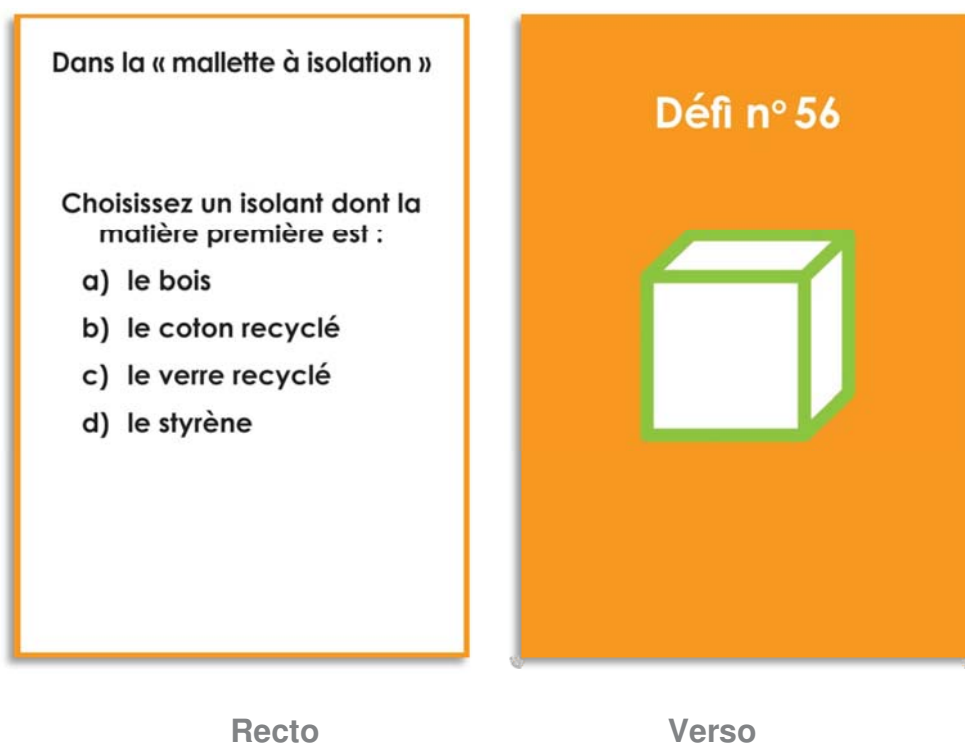 Dans la « mallette à isolation »
Choisissez un isolant dont la
matière première est :
a) le bois
b) le coton recyclé
c) le verre recyclé
d) le styrène
Défi nº 56
Recto
Verso